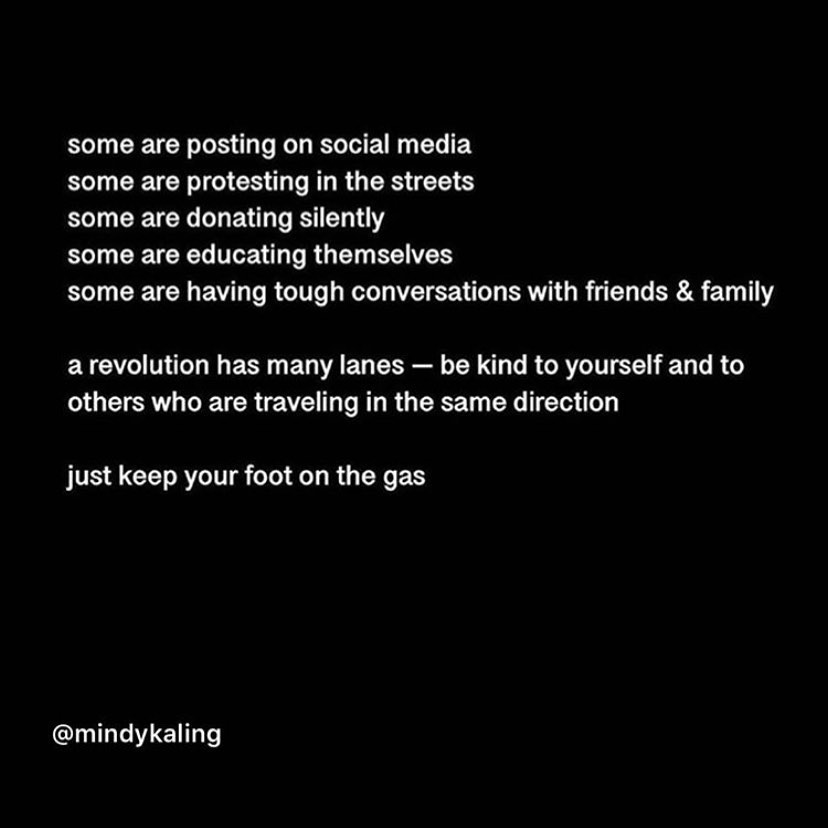 some are posting on social media
some are protesting in the streets
some are donating silently
some are educating themselves
some are having tough conversations with friends & family
a revolution has many lanes — be kind to yourself and to
others who are traveling in the same direction
just keep your foot on the gas
@mindykaling